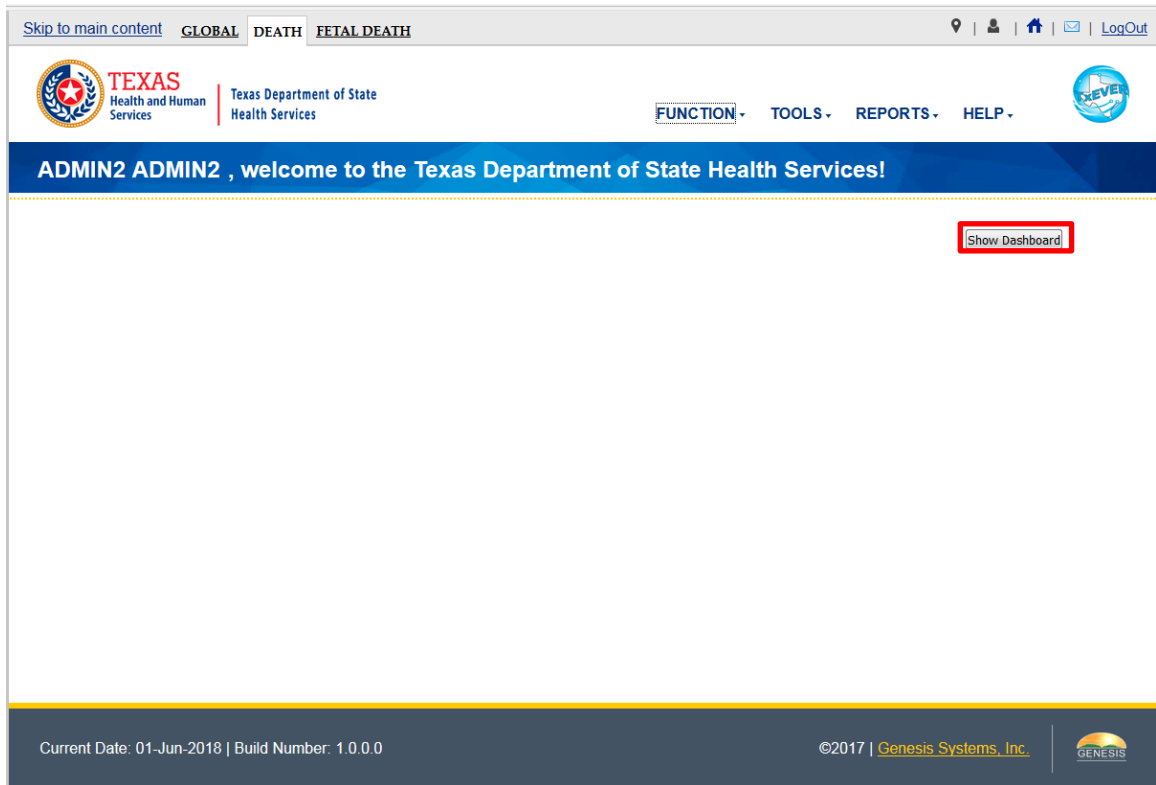 Skip to main content GLOBAL DEATH FETAL DEATH | | | | LogOut
TEXAS
Health and Human
Services
Texas Department of State
Health Services
FUNCTION TOOLS REPORTS HELP
TxEVER
ADMIN2 ADMIN2 , welcome to the Texas Department of State Health Services!
Show Dashboard
Current Date: 01-Jun-2018 | Build Number: 1.0.0.0
©2017 | Genesis Systems, Inc.
GENESIS